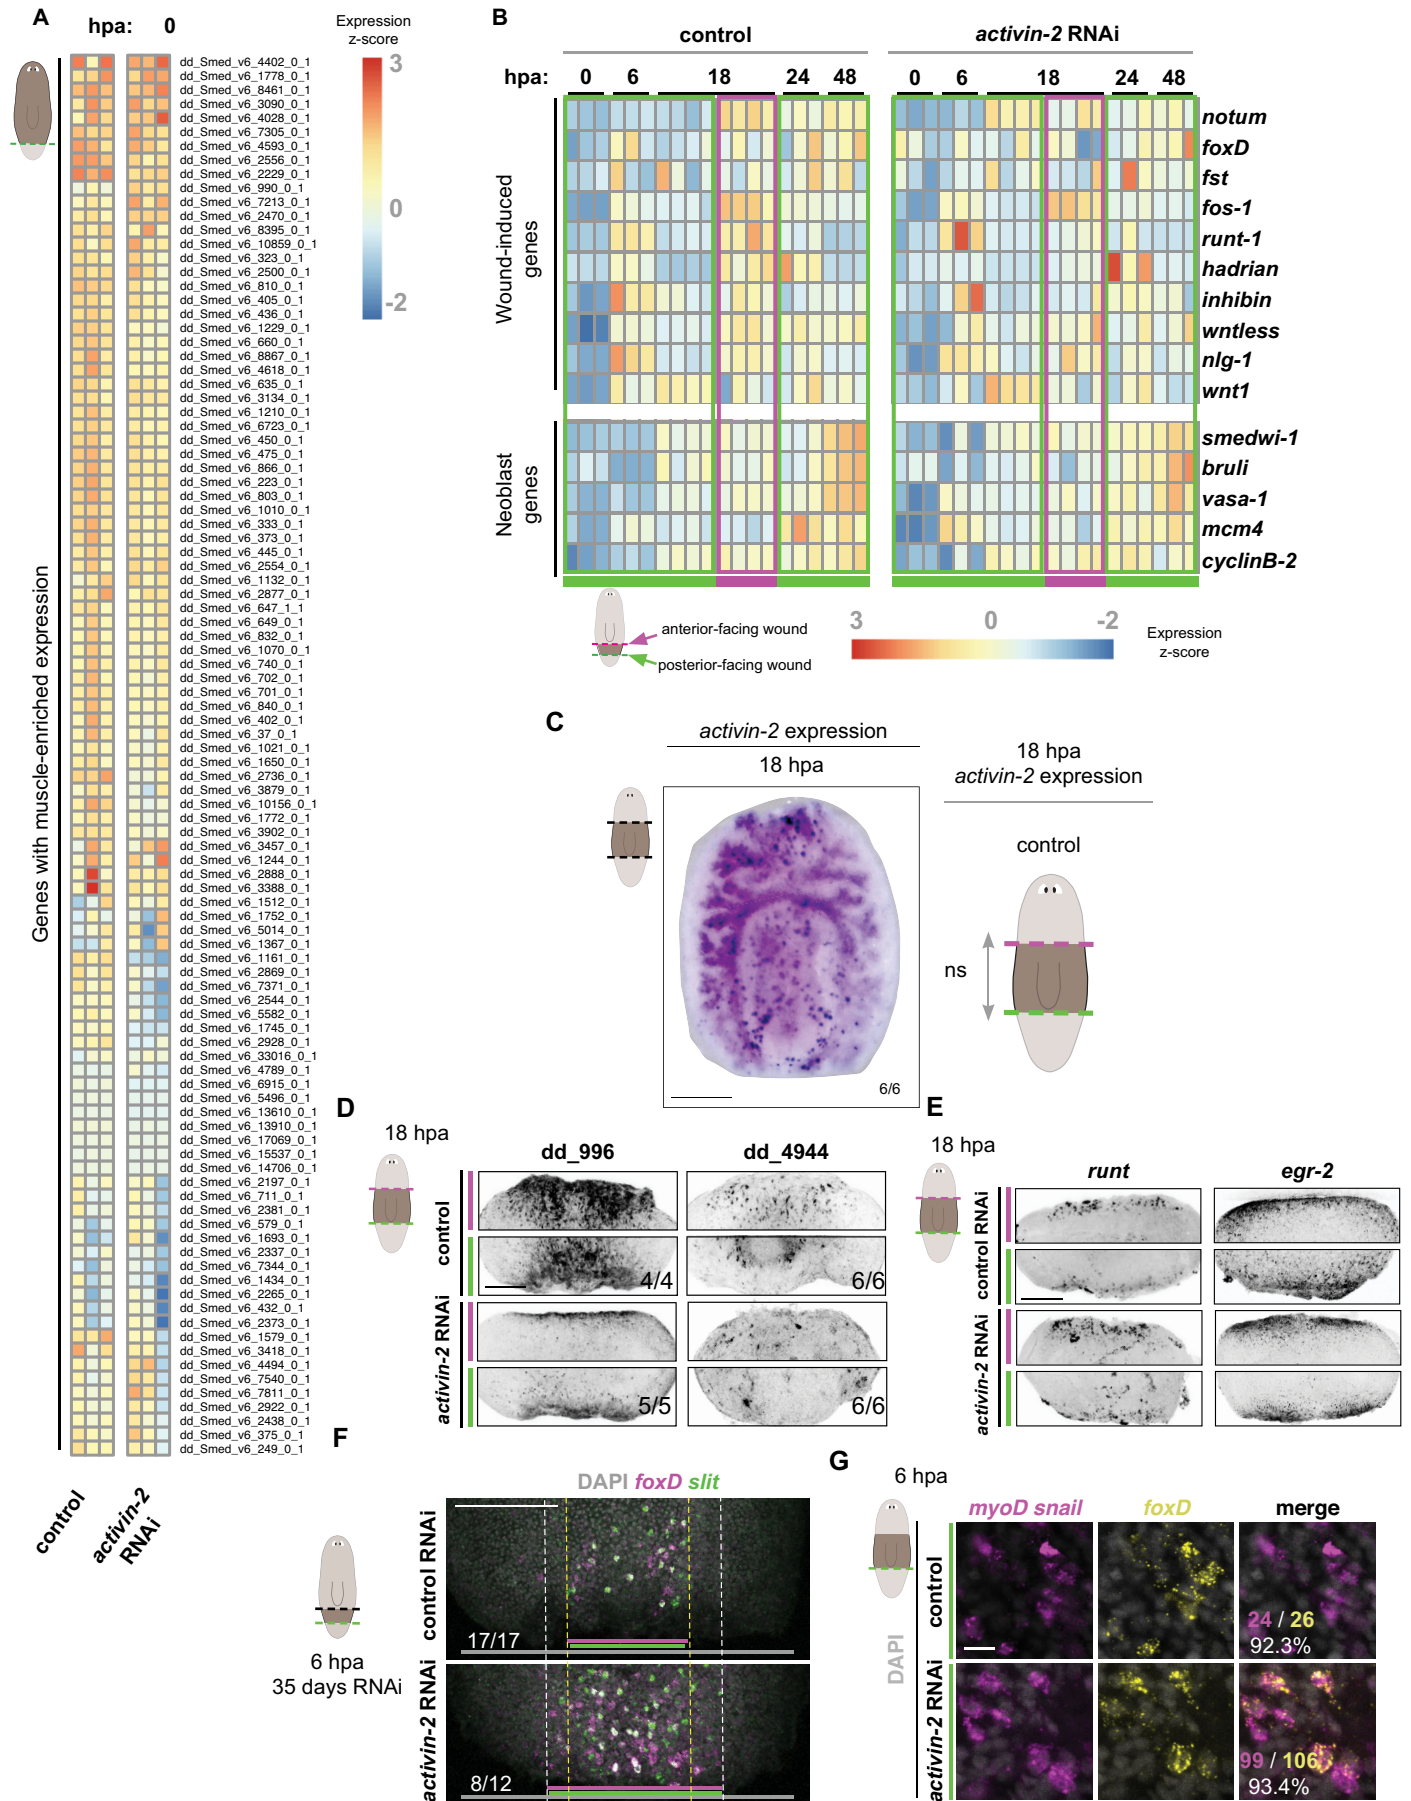 A
hpa: 0
Expression
z-score
3
0
-2
Genes with muscle-enriched expression
dd_Smed_v6_4402_0_1
dd_Smed_v6_1778_0_1
dd_Smed_v6_8461_0_1
dd_Smed_v6_3090_0_1
dd_Smed_v6_4028_0_1
dd_Smed_v6_7305_0_1
dd_Smed_v6_4593_0_1
dd_Smed_v6_2556_0_1
dd_Smed_v6_2229_0_1
dd_Smed_v6_990_0_1
dd_Smed_v6_7213_0_1
dd_Smed_v6_2470_0_1
dd_Smed_v6_8395_0_1
dd_Smed_v6_10859_0_1
dd_Smed_v6_323_0_1
dd_Smed_v6_2500_0_1
dd_Smed_v6_810_0_1
dd_Smed_v6_405_0_1
dd_Smed_v6_436_0_1
dd_Smed_v6_1229_0_1
dd_Smed_v6_660_0_1
dd_Smed_v6_8867_0_1
dd_Smed_v6_4618_0_1
dd_Smed_v6_635_0_1
dd_Smed_v6_3134_0_1
dd_Smed_v6_1210_0_1
dd_Smed_v6_6723_0_1
dd_Smed_v6_450_0_1
dd_Smed_v6_475_0_1
dd_Smed_v6_866_0_1
dd_Smed_v6_223_0_1
dd_Smed_v6_803_0_1
dd_Smed_v6_1010_0_1
dd_Smed_v6_333_0_1
dd_Smed_v6_373_0_1
dd_Smed_v6_445_0_1
dd_Smed_v6_2554_0_1
dd_Smed_v6_1132_0_1
dd_Smed_v6_2877_0_1
dd_Smed_v6_647_1_1
dd_Smed_v6_649_0_1
dd_Smed_v6_832_0_1
dd_Smed_v6_1070_0_1
dd_Smed_v6_740_0_1
dd_Smed_v6_702_0_1
dd_Smed_v6_701_0_1
dd_Smed_v6_840_0_1
dd_Smed_v6_402_0_1
dd_Smed_v6_37_0_1
dd_Smed_v6_1021_0_1
dd_Smed_v6_1650_0_1
dd_Smed_v6_2736_0_1
dd_Smed_v6_3879_0_1
dd_Smed_v6_10156_0_1
dd_Smed_v6_1772_0_1
dd_Smed_v6_3902_0_1
dd_Smed_v6_3457_0_1
dd_Smed_v6_1244_0_1
dd_Smed_v6_2888_0_1
dd_Smed_v6_3388_0_1
dd_Smed_v6_1512_0_1
dd_Smed_v6_1752_0_1
dd_Smed_v6_5014_0_1
dd_Smed_v6_1367_0_1
dd_Smed_v6_1161_0_1
dd_Smed_v6_2869_0_1
dd_Smed_v6_7371_0_1
dd_Smed_v6_2544_0_1
dd_Smed_v6_5582_0_1
dd_Smed_v6_1745_0_1
dd_Smed_v6_2928_0_1
dd_Smed_v6_33016_0_1
dd_Smed_v6_4789_0_1
dd_Smed_v6_6915_0_1
dd_Smed_v6_5496_0_1
dd_Smed_v6_13610_0_1
dd_Smed_v6_13910_0_1
dd_Smed_v6_17069_0_1
dd_Smed_v6_15537_0_1
dd_Smed_v6_14706_0_1
dd_Smed_v6_2197_0_1
dd_Smed_v6_711_0_1
dd_Smed_v6_2381_0_1
dd_Smed_v6_579_0_1
dd_Smed_v6_1693_0_1
dd_Smed_v6_2337_0_1
dd_Smed_v6_7344_0_1
dd_Smed_v6_1434_0_1
dd_Smed_v6_2265_0_1
dd_Smed_v6_432_0_1
dd_Smed_v6_2373_0_1
dd_Smed_v6_1579_0_1
dd_Smed_v6_3418_0_1
dd_Smed_v6_4494_0_1
dd_Smed_v6_7540_0_1
dd_Smed_v6_7811_0_1
dd_Smed_v6_2922_0_1
dd_Smed_v6_2438_0_1
dd_Smed_v6_375_0_1
dd_Smed_v6_249_0_1
control
activin-2
RNAi
B
control
activin-2 RNAi
hpa: 0 6 18 24 48
0 6 18 24 48
Wound-induced
genes
notum
foxD
fst
fos-1
runt-1
hadrian
inhibin
wntless
nlg-1
wnt1
Neoblast
genes
smedwi-1
bruli
vasa-1
mcm4
cyclinB-2
anterior-facing wound
posterior-facing wound
3 0 -2
Expression
z-score
C
activin-2 expression
18 hpa
6/6
18 hpa
activin-2 expression
control
ns
D
18 hpa
dd_996
dd_4944
control
4/4
6/6
activin-2 RNAi
5/5
6/6
E
18 hpa
runt
egr-2
control RNAi
activin-2 RNAi
F
DAPI foxD slit
control RNAi
17/17
activin-2 RNAi
8/12
6 hpa
35 days RNAi
G
6 hpa
myoD snail
foxD
merge
DAPI
control
24 / 26
92.3%
activin-2 RNAi
99 / 106
93.4%